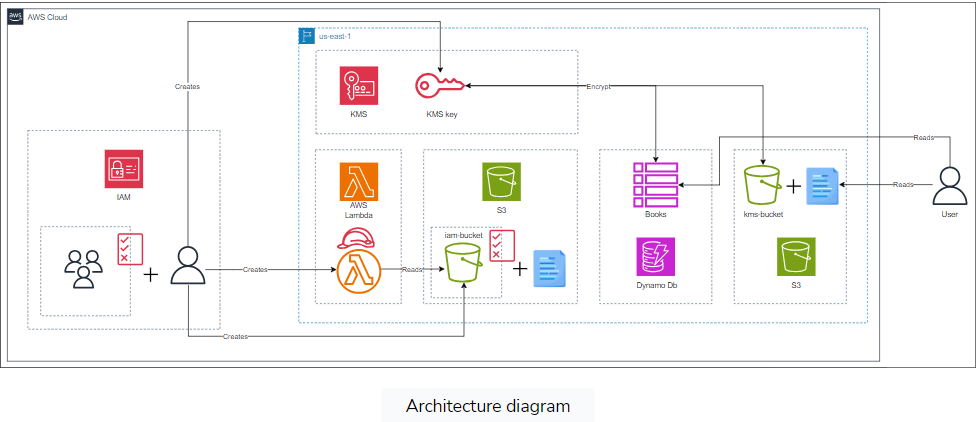 aws
AWS Cloud
us-east-1
Creates
KMS
KMS key
Encrypt
Reads
IAM
AWS
Lambda
S3
Books
kms-bucket
Reads
User
iam-bucket
Creates
Reads
Dynamo Db
S3
Creates
Architecture diagram